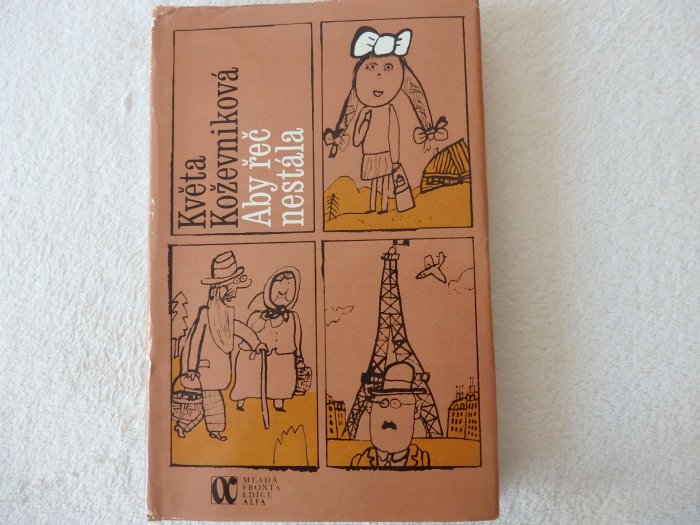 Květa
Koževniková
Aby řeč
nestála
α
MLADÁ
FRONTA
EDICE
ALFA